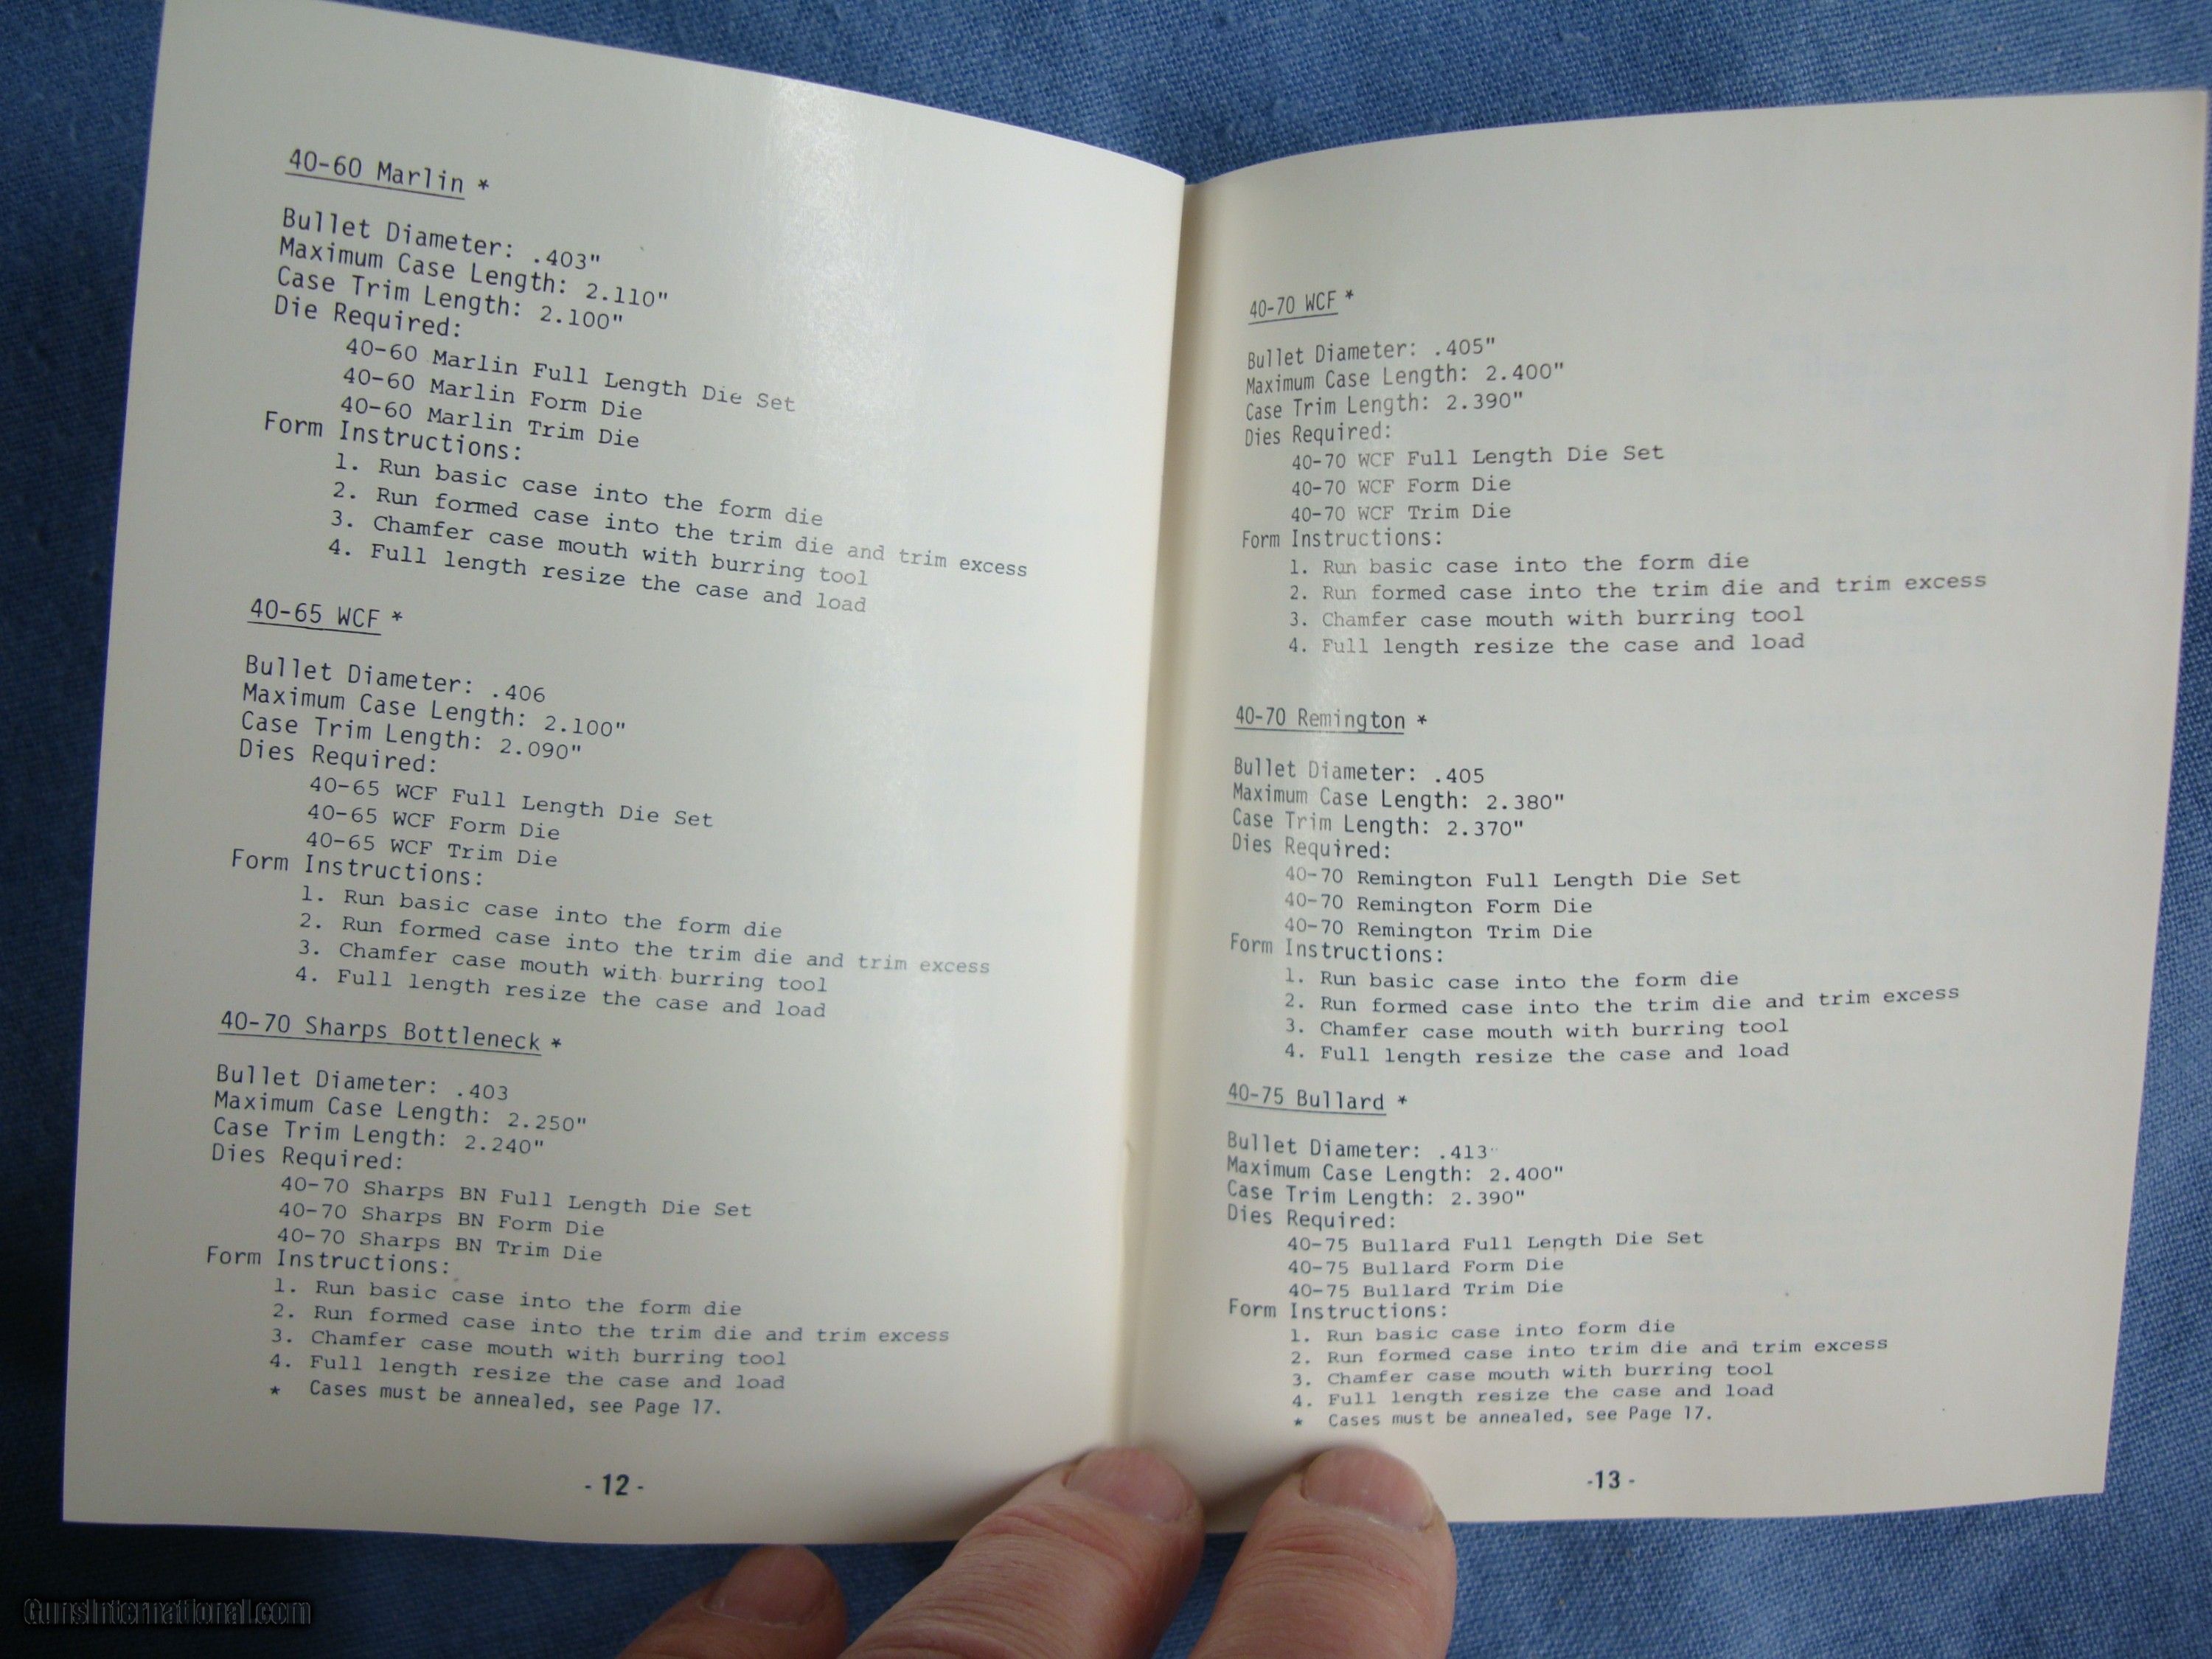 40-60 Marlin *
Bullet Diameter: .403"
Maximum Case Length: 2.110"
Case Trim Length: 2.100"
Die Required:
40-60 Marlin Full Length Die Set
40-60 Marlin Form Die
40-60 Marlin Trim Die
Form Instructions:
1. Run basic case into the form die
2. Run formed case into the trim die and trim excess
3. Chamfer case mouth with burring tool
4. Full length resize the case and load
40-65 WCF *
Bullet Diameter: .406
Maximum Case Length: 2.100"
Case Trim Length: 2.090"
Dies Required:
40-65 WCF Full Length Die Set
40-65 WCF Form Die
40-65 WCF Trim Die
Form Instructions:
1. Run basic case into the form die
2. Run formed case into the trim die and trim excess
3. Chamfer case mouth with burring tool
4. Full length resize the case and load
40-70 Sharps Bottleneck *
Bullet Diameter: .403
Maximum Case Length: 2.250"
Case Trim Length: 2.240"
Dies Required:
40-70 Sharps BN Full Length Die Set
40-70 Sharps BN Form Die
40-70 Sharps BN Trim Die
Form Instructions:
1. Run basic case into the form die
2. Run formed case into the trim die and trim excess
3. Chamfer case mouth with burring tool
4. Full length resize the case and load
* Cases must be annealed, see Page 17.
- 12 -
40-70 WCF *
Bullet Diameter: .405"
Maximum Case Length: 2.400"
Case Trim Length: 2.390"
Dies Required:
40-70 WCF Full Length Die Set
40-70 WCF Form Die
40-70 WCF Trim Die
Form Instructions:
1. Run basic case into the form die
2. Run formed case into the trim die and trim excess
3. Chamfer case mouth with burring tool
4. Full length resize the case and load
40-70 Remington *
Bullet Diameter: .405
Maximum Case Length: 2.380"
Case Trim Length: 2.370"
Dies Required:
40-70 Remington Full Length Die Set
40-70 Remington Form Die
40-70 Remington Trim Die
Form Instructions:
1. Run basic case into the form die
2. Run formed case into the trim die and trim excess
3. Chamfer case mouth with burring tool
4. Full length resize the case and load
40-75 Bullard *
Bullet Diameter: .413"
Maximum Case Length: 2.400"
Case Trim Length: 2.390"
Dies Required:
40-75 Bullard Full Length Die Set
40-75 Bullard Form Die
40-75 Bullard Trim Die
Form Instructions:
1. Run basic case into form die
2. Run formed case into trim die and trim excess
3. Chamfer case mouth with burring tool
4. Full length resize the case and load
* Cases must be annealed, see Page 17.
-13 -
GunsInternational.com